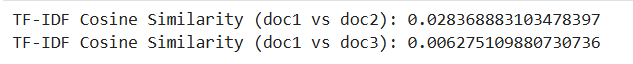 TF-IDF Cosine Similarity (doc1 vs doc2): 0.028368883103478397
TF-IDF Cosine Similarity (doc1 vs doc3): 0.006275109880730736